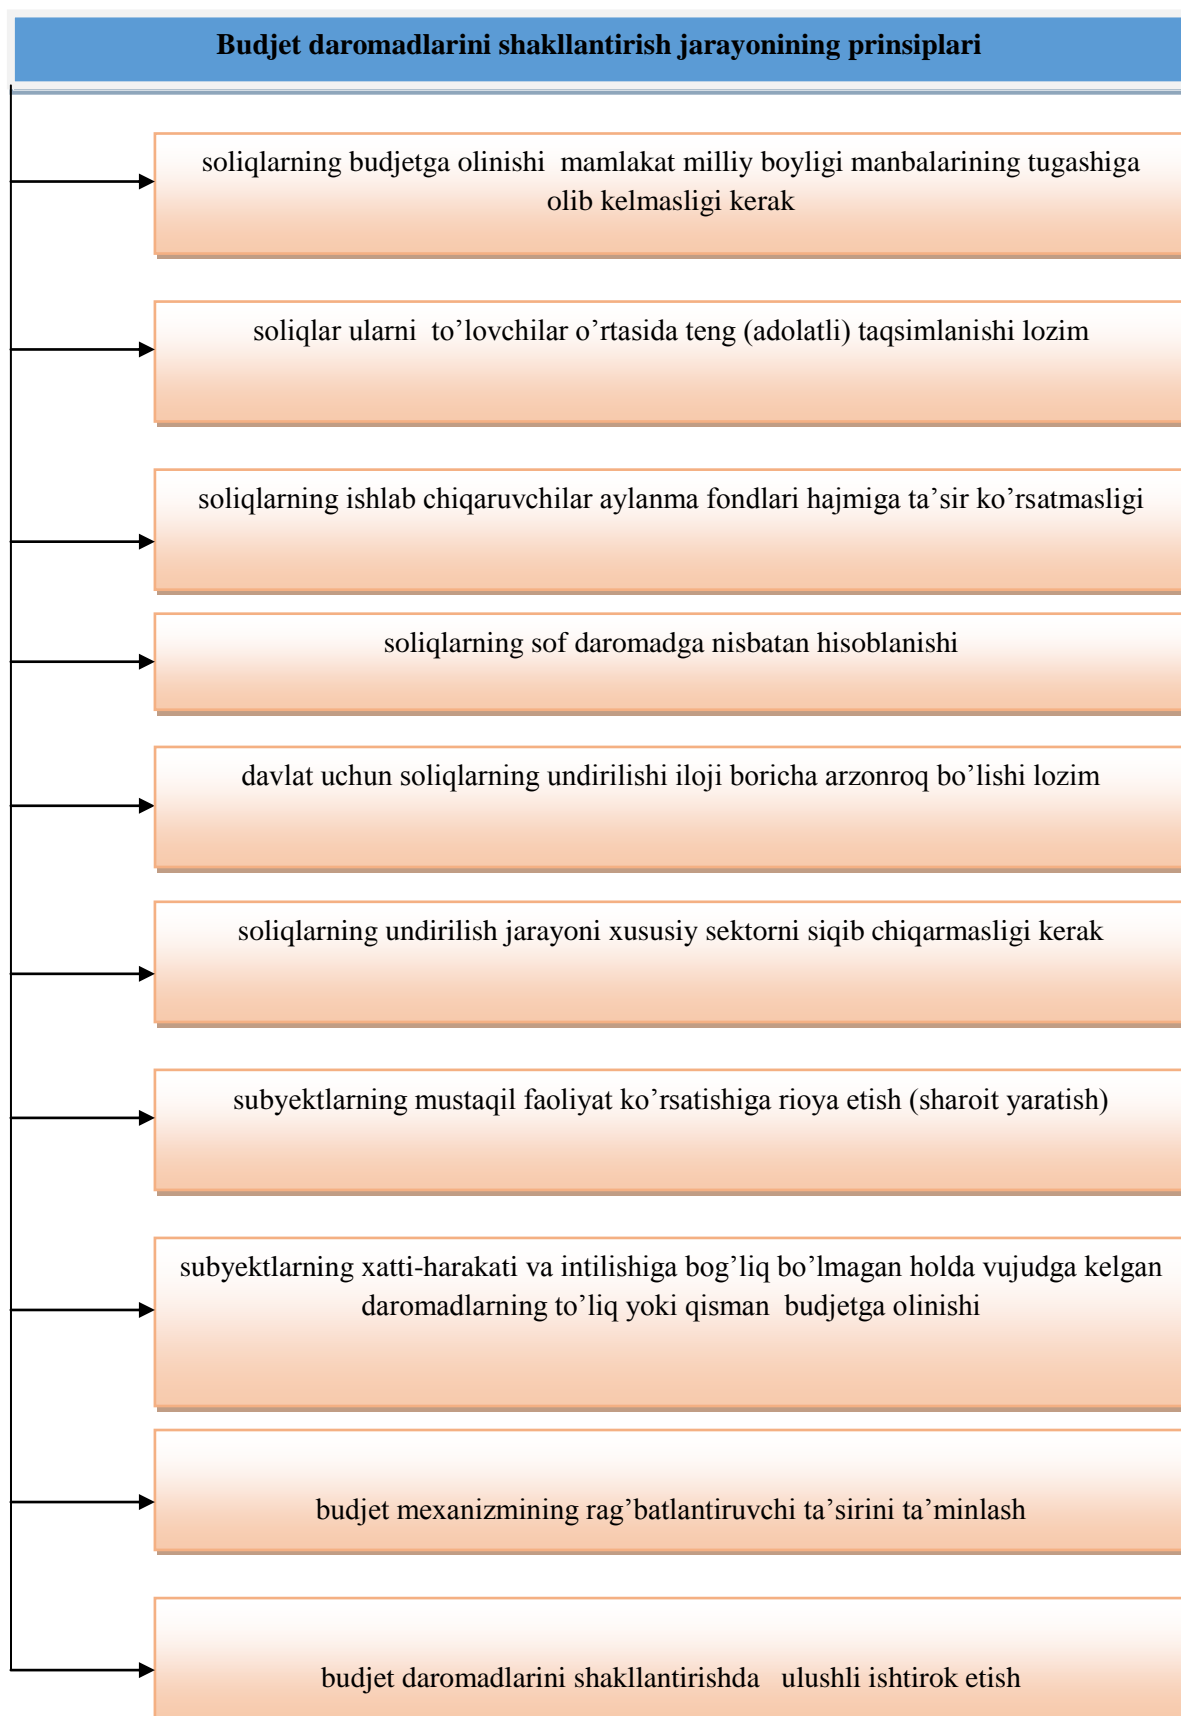 Budjet daromadlarini shakllantirish jarayonining prinsiplari
soliqlarning budjetga olinishi  mamlakat milliy boyligi manbalarining tugashiga
olib kelmasligi kerak
soliqlar ularni  to’lovchilar o’rtasida teng (adolatli) taqsimlanishi lozim
soliqlarning ishlab chiqaruvchilar aylanma fondlari hajmiga ta’sir ko’rsatmasligi
soliqlarning sof daromadga nisbatan hisoblanishi
davlat uchun soliqlarning undirilishi iloji boricha arzonroq bo’lishi lozim
soliqlarning undirilish jarayoni xususiy sektorni siqib chiqarmasligi kerak
subyektlarning mustaqil faoliyat ko’rsatishiga rioya etish (sharoit yaratish)
subyektlarning xatti-harakati va intilishiga bog’liq bo’lmagan holda vujudga kelgan
daromadlarning to’liq yoki qisman  budjetga olinishi
budjet mexanizmining rag’batlantiruvchi ta’sirini ta’minlash
budjet daromadlarini shakllantirishda   ulushli ishtirok etish